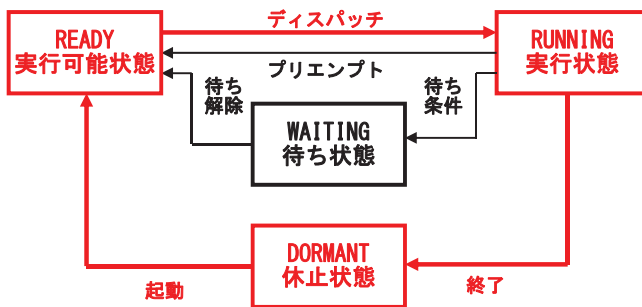 ディスパッチ
READY
実行可能状態
RUNNING
実行状態
プリエンプト
待ち
解除
待ち
条件
WAITING
待ち状態
DORMANT
休止状態
起動
終了